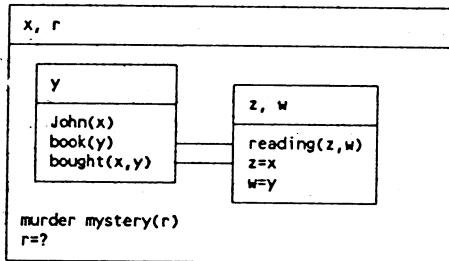 x, r
y
John(x)
book(y)
bought(x,y)
z, w
reading(z,w)
z=x
w=y
murder mystery(r)
r=?